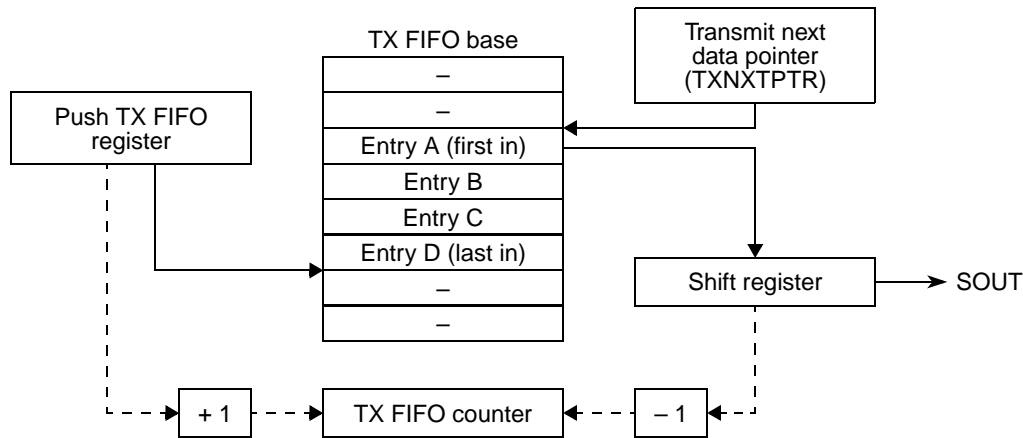 TX FIFO base
Transmit next
data pointer
(TXNXTPTR)
–
–
Push TX FIFO
register
Entry A (first in)
Entry B
Entry C
Entry D (last in)
–
–
Shift register
SOUT
+ 1
TX FIFO counter
– 1